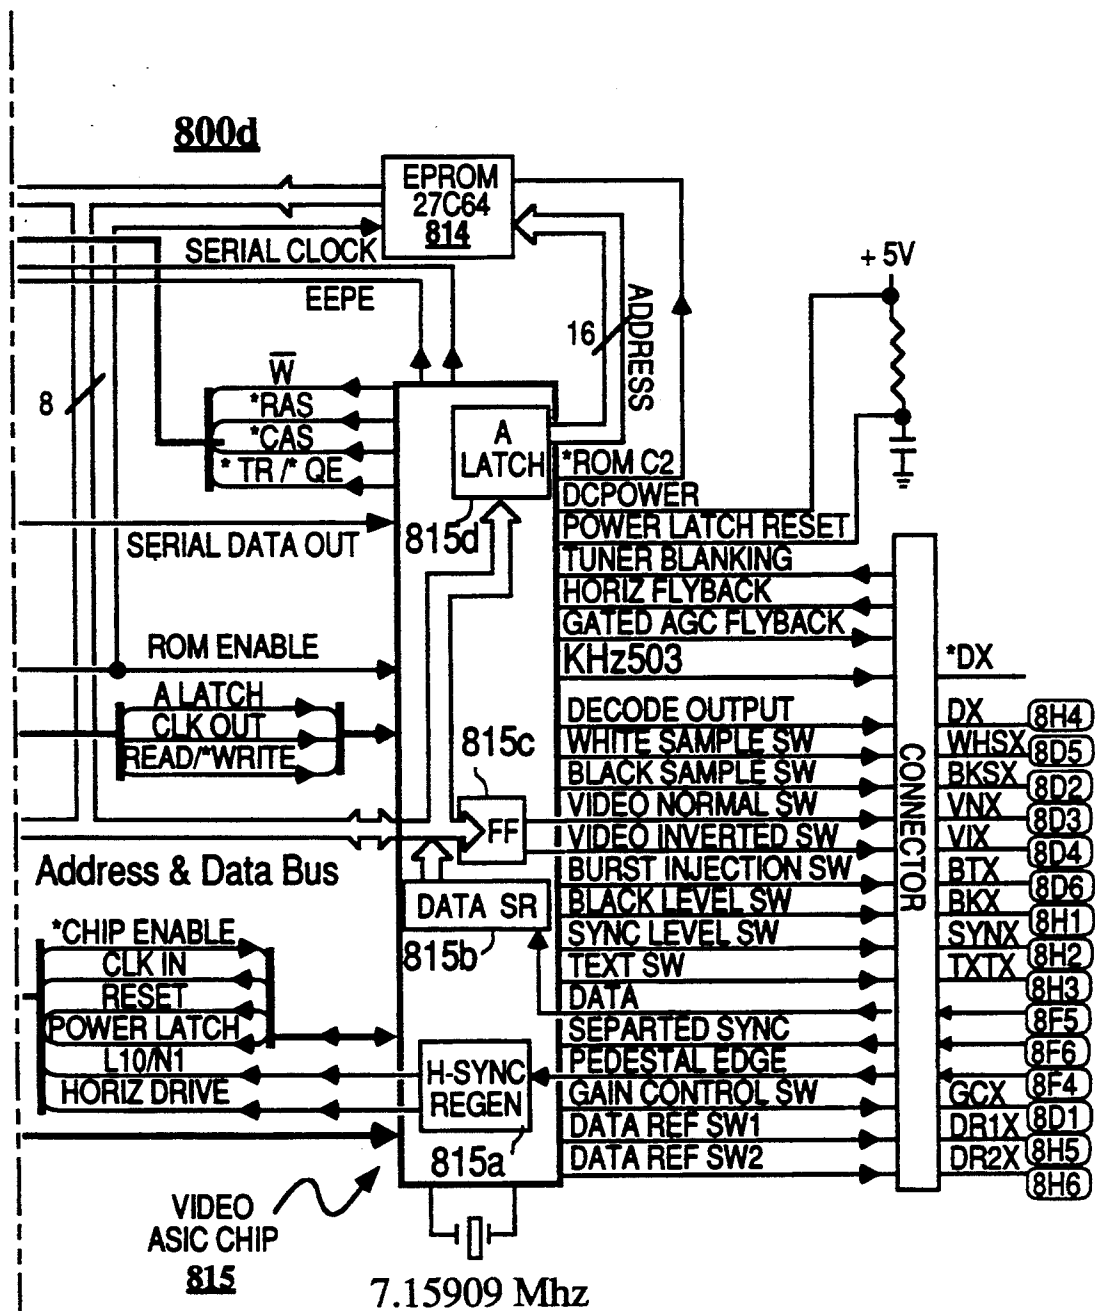 800d
EPROM
27C64
814
SERIAL CLOCK
EEPE
+ 5V
16
ADDRESS
8
W
*RAS
*CAS
* TR /* QE
A
LATCH
815d
*ROM C2
DCPOWER
POWER LATCH RESET
SERIAL DATA OUT
TUNER BLANKING
HORIZ FLYBACK
GATED AGC FLYBACK
KHz503
*DX
ROM ENABLE
A LATCH
CLK OUT
READ/*WRITE
815c
FF
DECODE OUTPUT
WHITE SAMPLE SW
BLACK SAMPLE SW
VIDEO NORMAL SW
VIDEO INVERTED SW
BURST INJECTION SW
BLACK LEVEL SW
SYNC LEVEL SW
TEXT SW
DATA
SEPARTED SYNC
PEDESTAL EDGE
GAIN CONTROL SW
DATA REF SW1
DATA REF SW2
CONNECTOR
DX 8H4
WHSX 8D5
BKSX 8D2
VNX 8D3
VIX 8D4
BTX 8D6
BKX 8H1
SYNX 8H2
TXTX 8H3
8F5
8F6
8F4
GCX 8D1
DR1X 8H5
DR2X 8H6
Address & Data Bus
DATA SR
815b
*CHIP ENABLE
CLK IN
RESET
POWER LATCH
L10/N1
HORIZ DRIVE
H-SYNC
REGEN
815a
VIDEO
ASIC CHIP
815
7.15909 Mhz